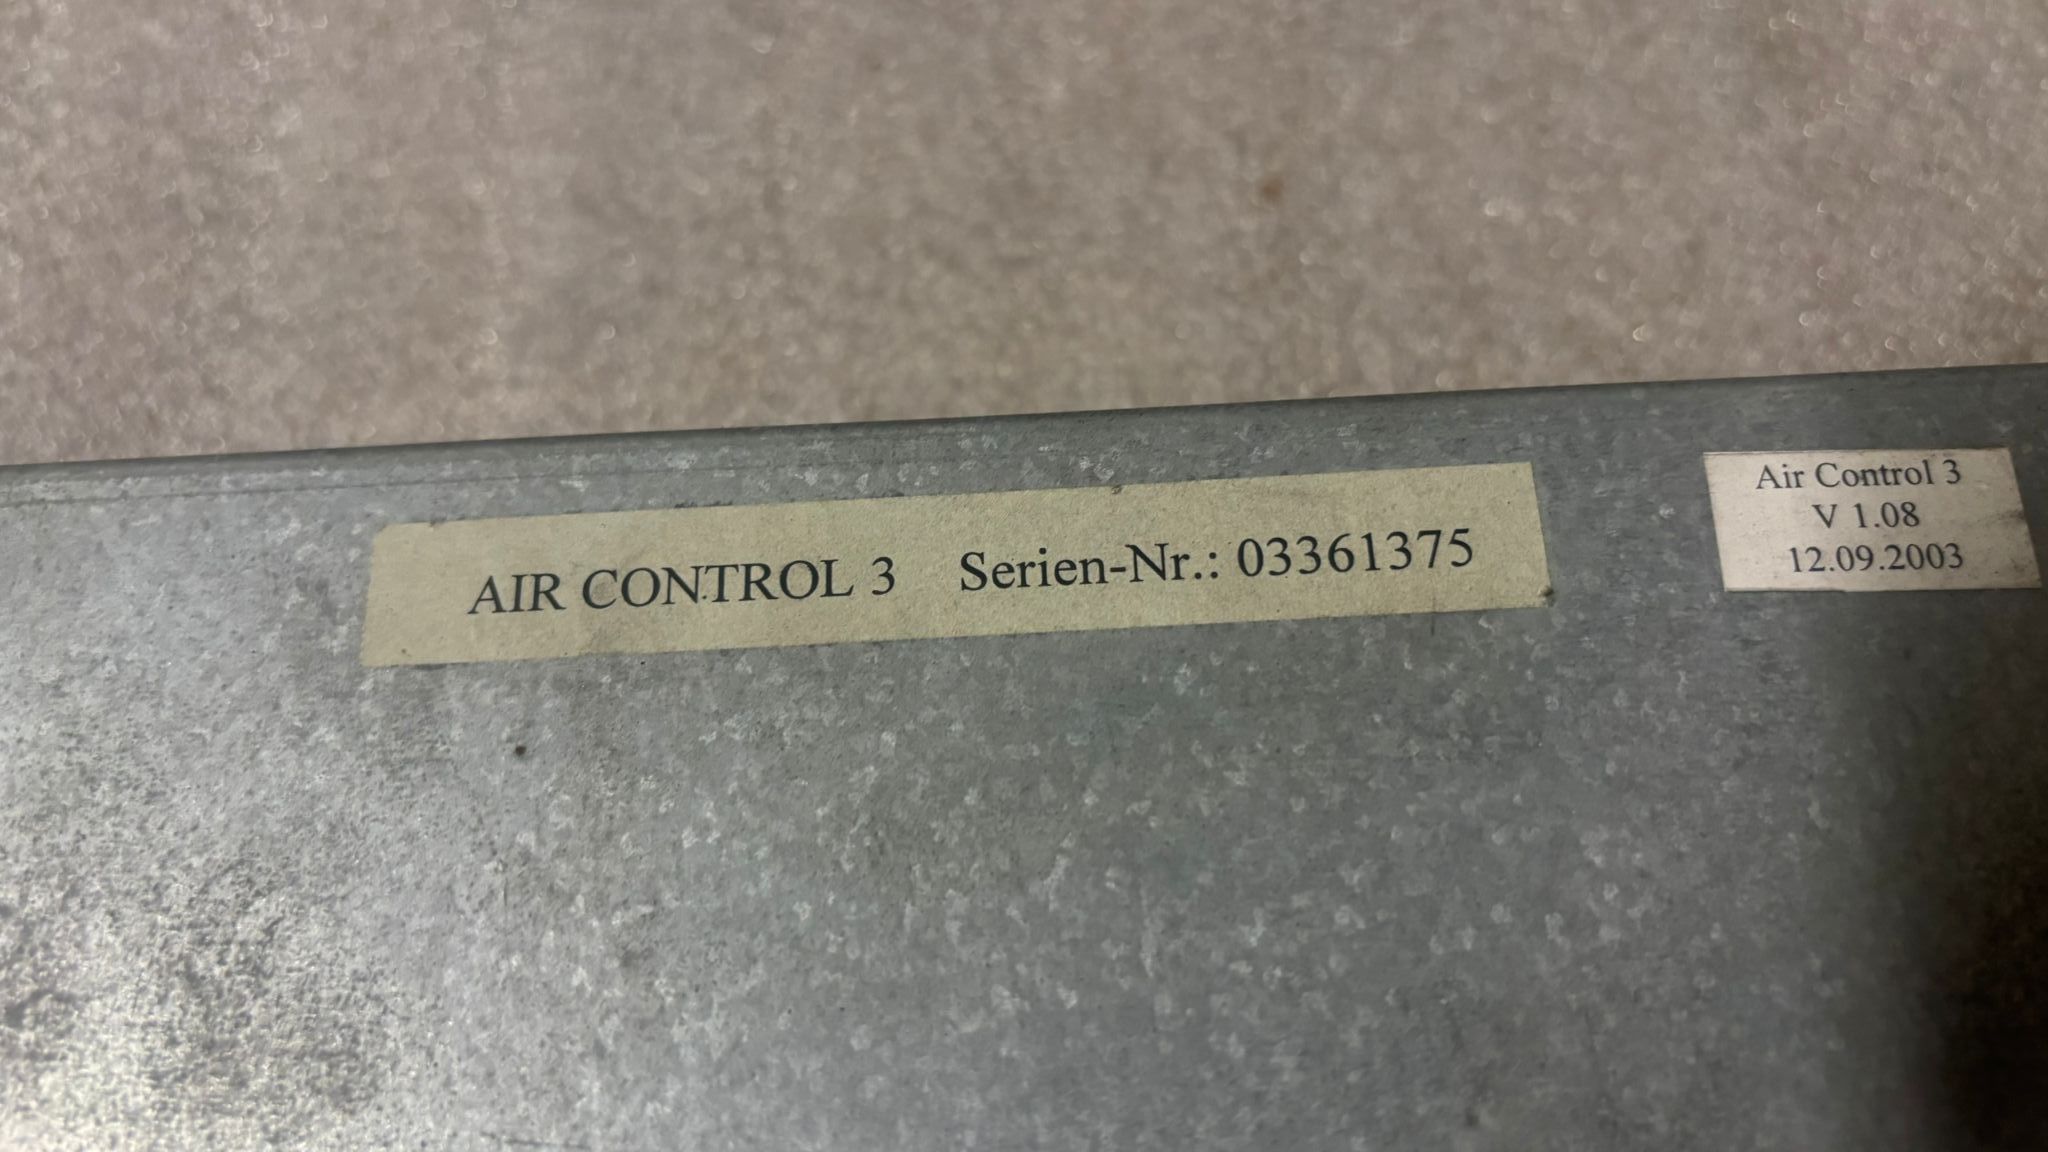 AIR CONTROL 3 Serien-Nr.: 03361375
Air Control 3
V 1.08
12.09.2003